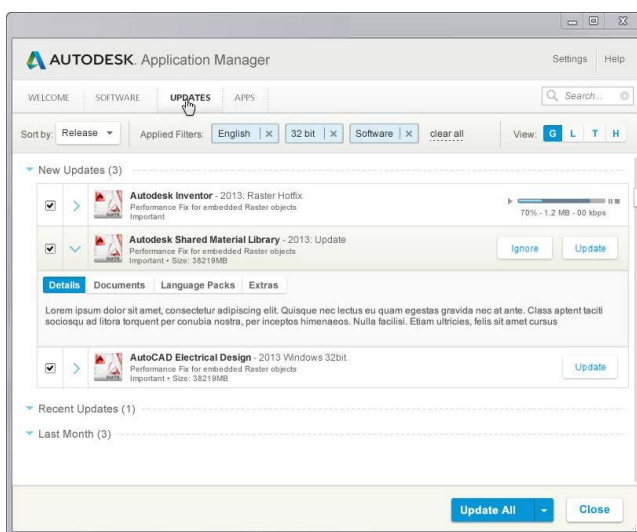 AUTODESK. Application Manager
Settings Help
WELCOME SOFTWARE UPDATES APPS
Search...
Sort by: Release Applied Filters: English × 32 bit × Software × clear all View: G L T H
New Updates (3)
Autodesk Inventor - 2013: Raster Hotfix
Performance Fix for embedded Raster objects
Important
70% - 1.2 MB - 00 kbps
Autodesk Shared Material Library - 2013: Update
Performance Fix for embedded Raster objects
Important • Size: 38219MB
Ignore Update
Details Documents Language Packs Extras
Lorem ipsum dolor sit amet, consectetur adipiscing elit. Quisque nec lectus eu quam egestas gravida nec at ante. Class aptent taciti
sociosqu ad litora torquent per conubia nostra, per inceptos himenaeos. Nulla facilisi. Etiam ultricies, felis sit amet cursus
AutoCAD Electrical Design - 2013 Windows 32bit
Performance Fix for embedded Raster objects
Important • Size: 38219MB
Update
Recent Updates (1)
Last Month (3)
Update All Close